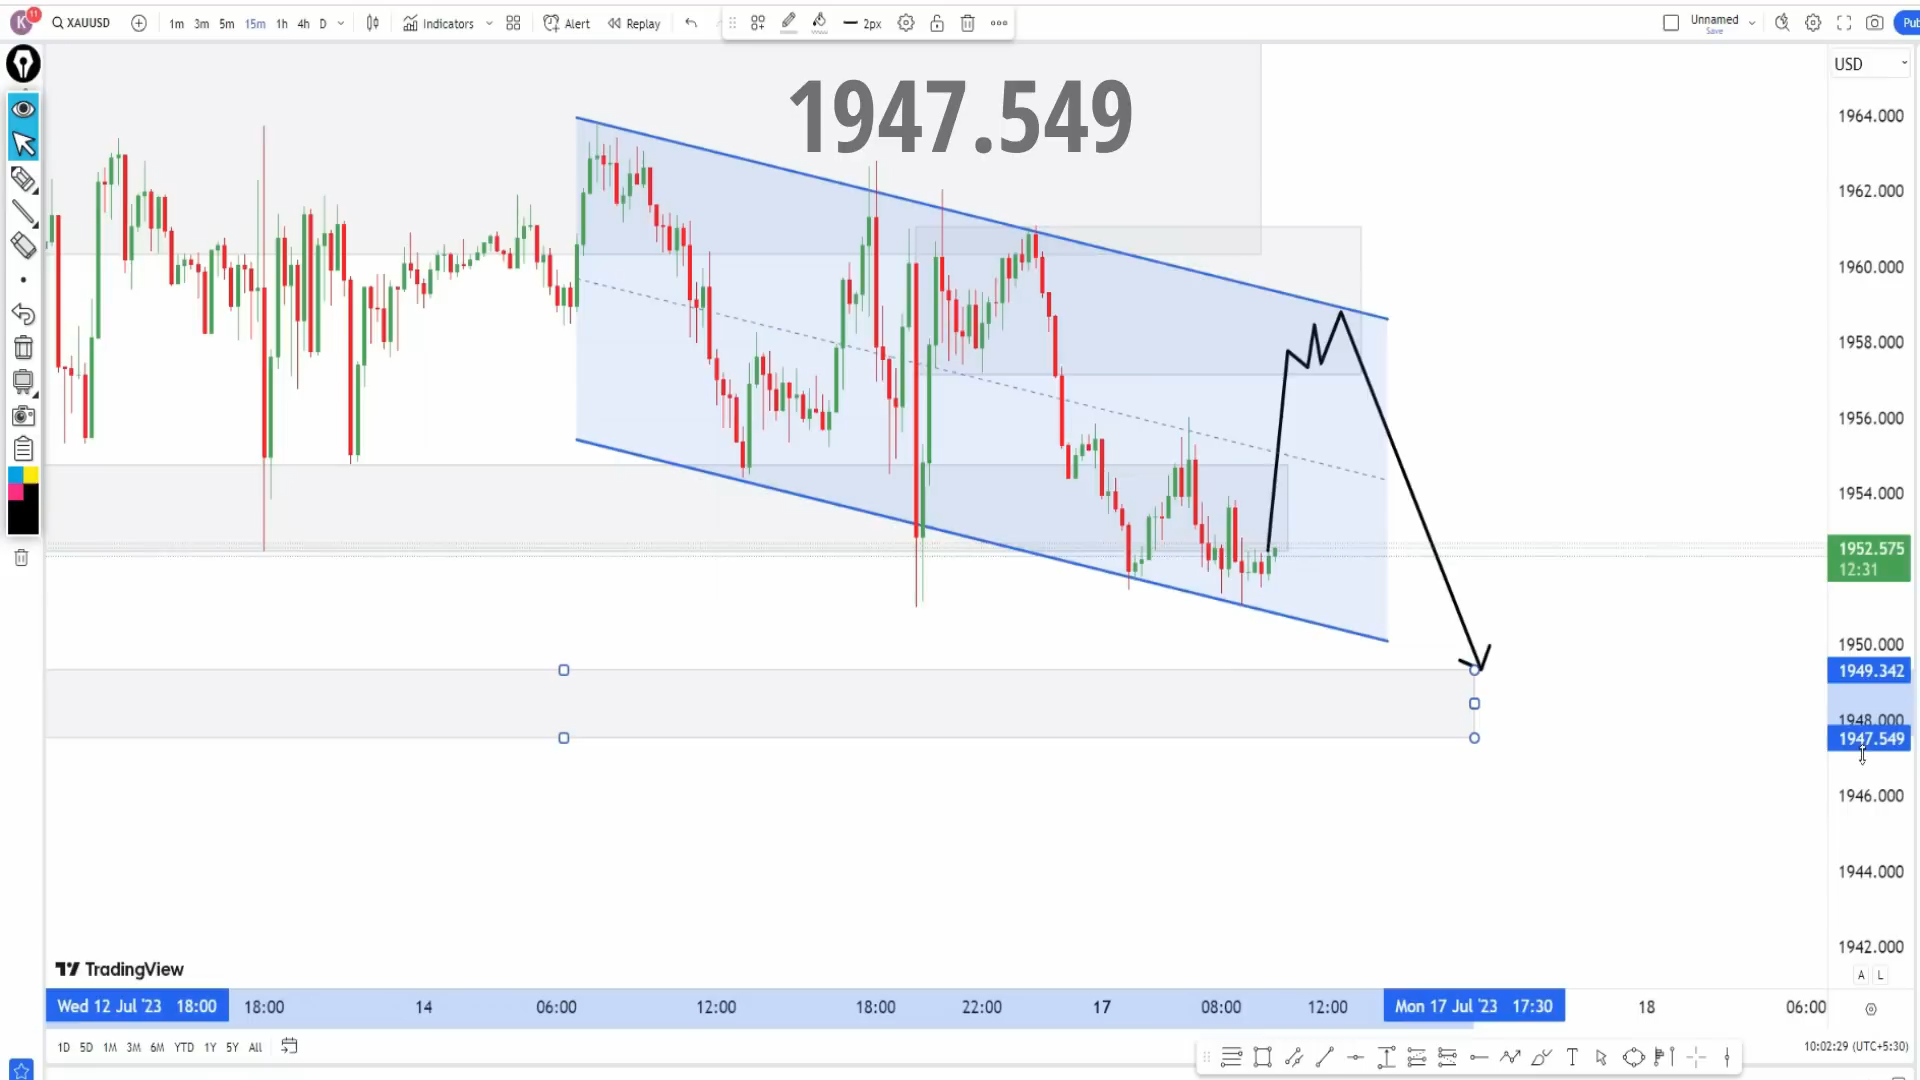 K 11 XAUUSD 1m 3m 5m 15m 1h 4h D Indicators Alert Replay 2px Unnamed Save Pub
USD
1947.549
1964.000
1962.000
1960.000
1958.000
1956.000
1954.000
1952.575
12:31
1950.000
1949.342
1948.000
1947.549
1946.000
1944.000
1942.000
TradingView
A L
Wed 12 Jul '23 18:00 18:00 14 06:00 12:00 18:00 22:00 17 08:00 12:00 Mon 17 Jul '23 17:30 18 06:00
1D 5D 1M 3M 6M YTD 1Y 5Y All 10:02:29 (UTC+5:30)